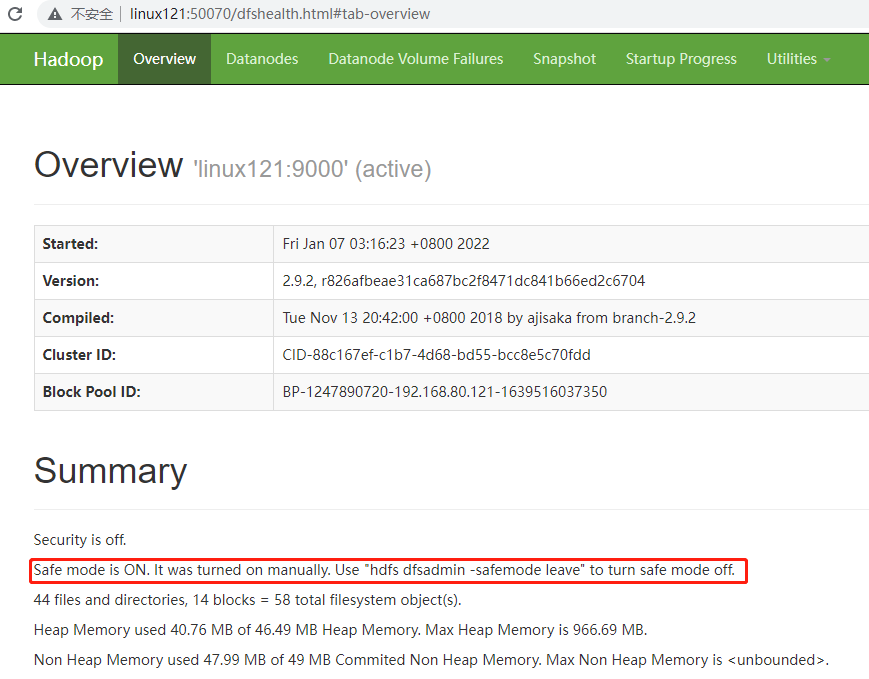 不安全 linux121:50070/dfshealth.html#tab-overview
Hadoop Overview Datanodes Datanode Volume Failures Snapshot Startup Progress Utilities
Overview 'linux121:9000' (active)
Started: Fri Jan 07 03:16:23 +0800 2022
Version: 2.9.2, r826afbeae31ca687bc2f8471dc841b66ed2c6704
Compiled: Tue Nov 13 20:42:00 +0800 2018 by ajisaka from branch-2.9.2
Cluster ID: CID-88c167ef-c1b7-4d68-bd55-bcc8e5c70fdd
Block Pool ID: BP-1247890720-192.168.80.121-1639516037350
Summary
Security is off.
Safe mode is ON. It was turned on manually. Use "hdfs dfsadmin -safemode leave" to turn safe mode off.
44 files and directories, 14 blocks = 58 total filesystem object(s).
Heap Memory used 40.76 MB of 46.49 MB Heap Memory. Max Heap Memory is 966.69 MB.
Non Heap Memory used 47.99 MB of 49 MB Commited Non Heap Memory. Max Non Heap Memory is <unbounded>.